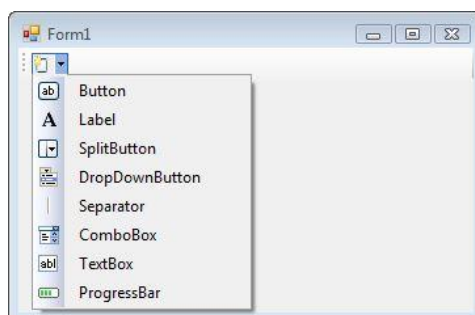 Form1
Button
Label
SplitButton
DropDownButton
Separator
ComboBox
TextBox
ProgressBar